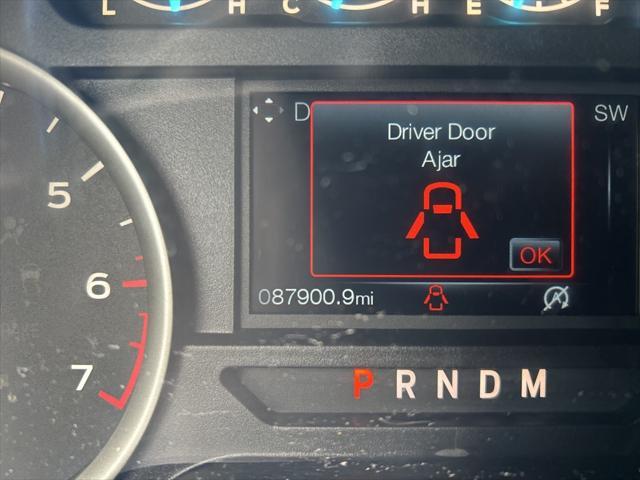 L H C H E F
D SW
Driver Door
Ajar
OK
087900.9mi
5
6
7
P R N D M